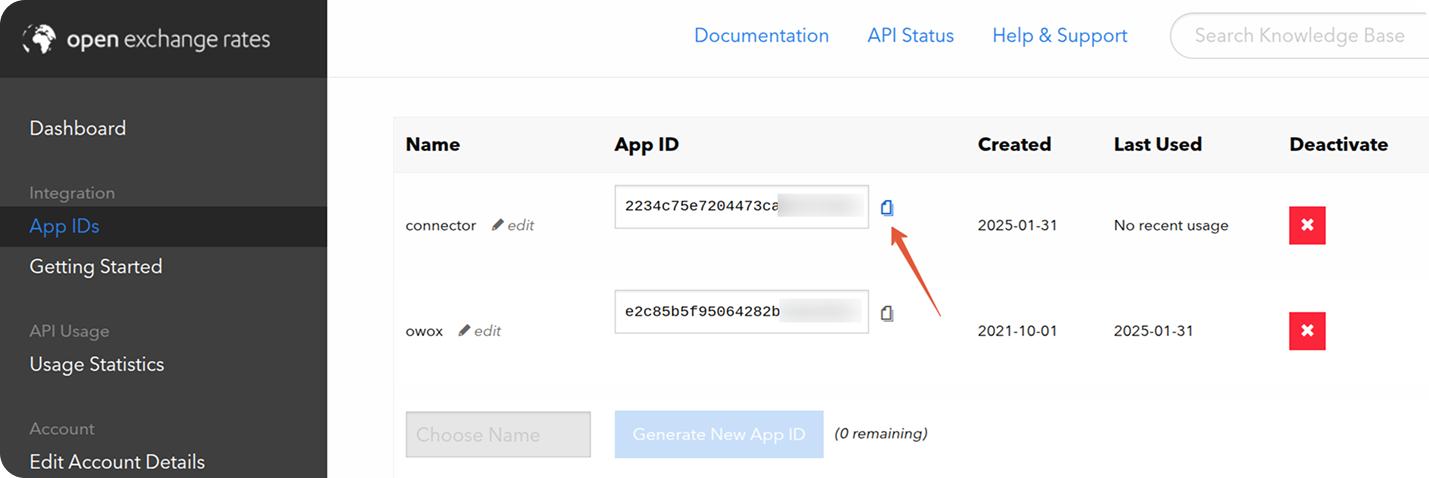 open exchange rates
Documentation API Status Help & Support Search Knowledge Base
Dashboard
Integration
App IDs
Getting Started
API Usage
Usage Statistics
Account
Edit Account Details
Name App ID Created Last Used Deactivate
connector edit 2234c75e7204473ca 2025-01-31 No recent usage
owox edit e2c85b5f95064282b 2021-10-01 2025-01-31
Choose Name Generate New App ID (0 remaining)